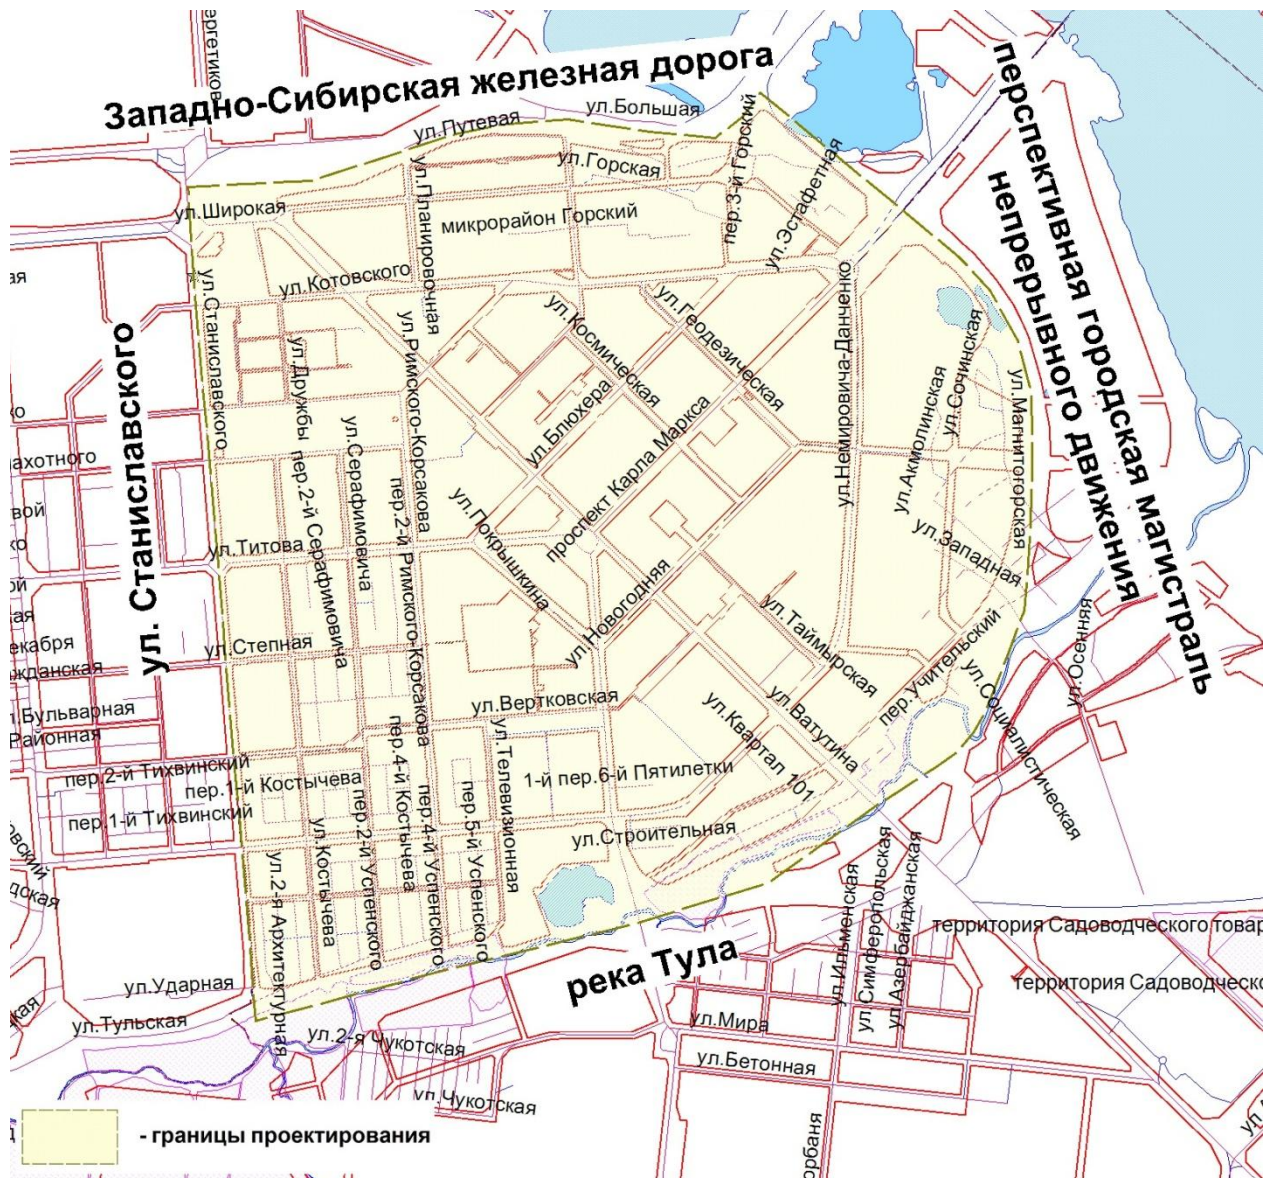 Западно-Сибирская железная дорога
перспективная городская магистраль
непрерывного движения
ул. Станиславского
река Тула
ул.Большая
ул.Путевая
ул.Горская
пер.3-й Горский
ул.Эстафетная
ул.Широкая
ул.Планировочная
микрорайон Горский
ул.Котовского
ул.Станиславского
ул.Космическая
ул.Геодезическая
ул.Немировича-Данченко
ул.Сочинская
ул.Акмолинская
ул.Магнитогорская
ул.Дружбы
ул.Римского-Корсакова
ул.Блюхера
проспект Карла Маркса
ул.Серафимовича
пер.2-й Серафимовича
пер.2-й Римского-Корсакова
ул.Покрышкина
ул.Западная
ул.Титова
ул.Новогодняя
ул.Таймырская
пер.Учительский
ул.Осенняя
ул.Степная
ул.Социалистическая
ул.Вертковская
ул.Квартал 101
ул.Ватутина
ул.Бульварная
Районная
пер.2-й Тихвинский
пер.1-й Тихвинский
пер.1-й Костычева
пер.4-й Костычева
ул.Телевизионная
1-й пер.6-й Пятилетки
ул.Строительная
ул.Костычева
пер.2-й Успенского
пер.4-й Успенского
пер.5-й Успенского
ул.2-я Архитектурная
ул.Ильменская
ул.Симферопольская
ул.Азербайджанская
территория Садоводческого товар
территория Садоводческо
ул.Ударная
ул.Тульская
ул.2-я Чукотская
ул.Чукотская
ул.Мира
ул.Бетонная
- границы проектирования